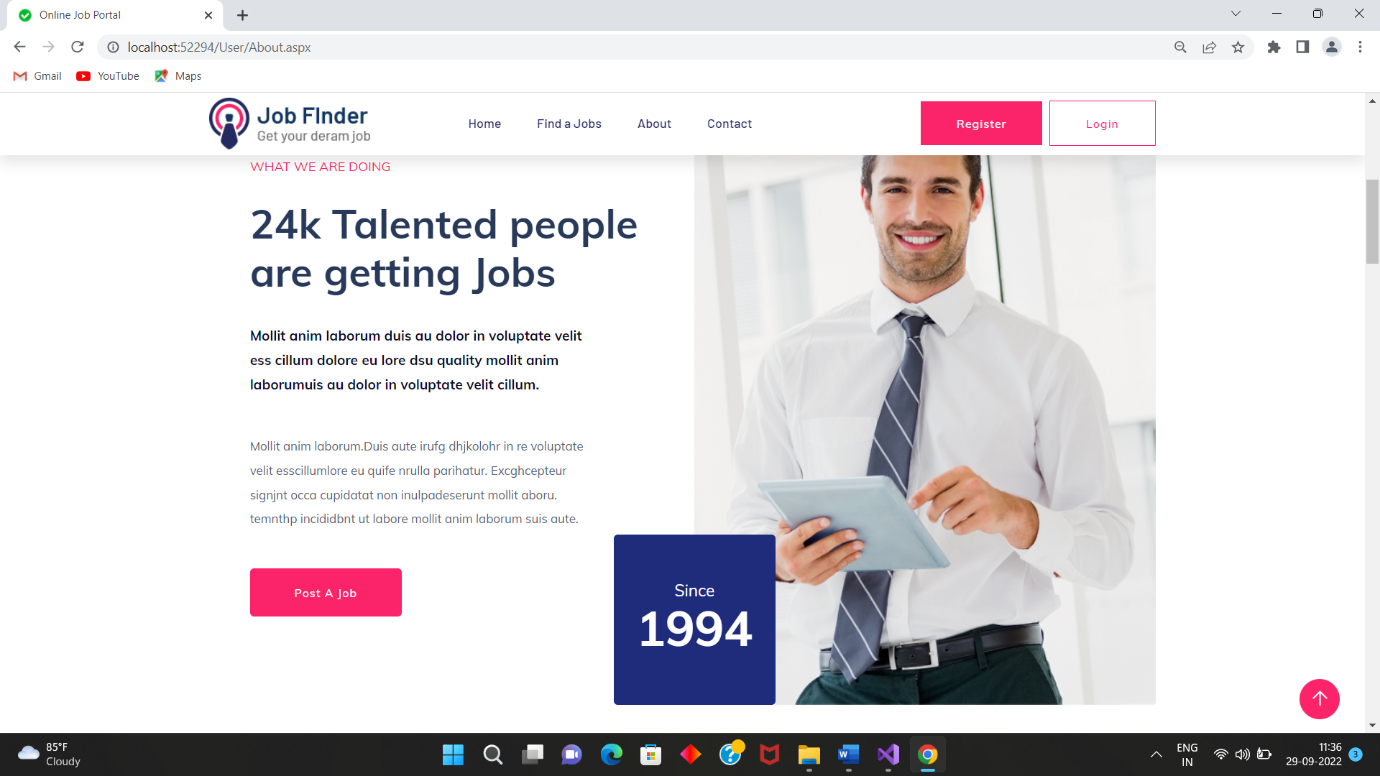 Online Job Portal
localhost:52294/User/About.aspx
Gmail YouTube Maps
Job FInder
Get your deram job
Home Find a Jobs About Contact Register Login
WHAT WE ARE DOING
24k Talented people
are getting Jobs
Mollit anim laborum duis au dolor in voluptate velit
ess cillum dolore eu lore dsu quality mollit anim
laborumuis au dolor in voluptate velit cillum.
Mollit anim laborum.Duis aute irufg dhjkolohr in re voluptate
velit esscillumlore eu quife nrulla parihatur. Excghcepteur
signjnt occa cupidatat non inulpadeserunt mollit aboru.
temnthp incididbnt ut labore mollit anim laborum suis aute.
Post A Job
Since
1994
85°F
Cloudy
ENG
IN
11:36
29-09-2022
3